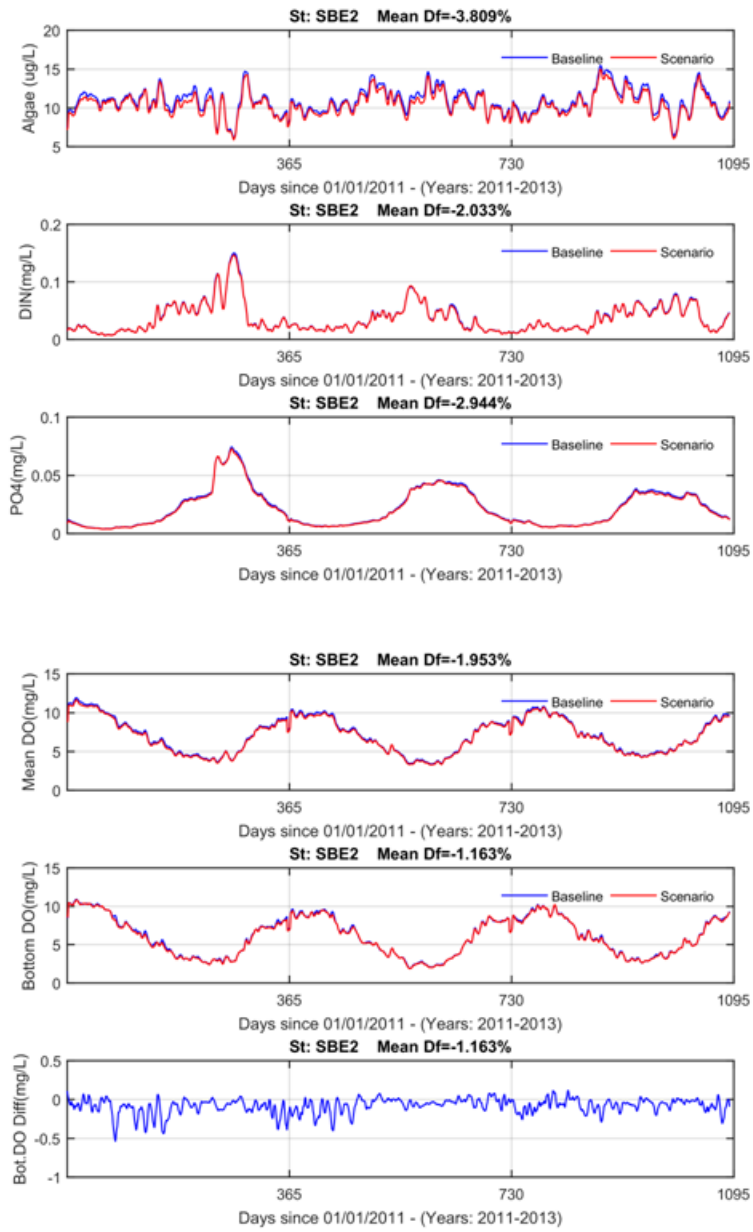 St: SBE2 Mean Df=-3.809%
20
15
10
5
Algae (ug/L)
Baseline Scenario
365 730 1095
Days since 01/01/2011 - (Years: 2011-2013)
St: SBE2 Mean Df=-2.033%
0.2
0.1
0
DIN(mg/L)
Baseline Scenario
365 730 1095
Days since 01/01/2011 - (Years: 2011-2013)
St: SBE2 Mean Df=-2.944%
0.1
0.05
0
PO4(mg/L)
Baseline Scenario
365 730 1095
Days since 01/01/2011 - (Years: 2011-2013)
St: SBE2 Mean Df=-1.953%
15
10
5
0
Mean DO(mg/L)
Baseline Scenario
365 730 1095
Days since 01/01/2011 - (Years: 2011-2013)
St: SBE2 Mean Df=-1.163%
15
10
5
0
Bottom DO(mg/L)
Baseline Scenario
365 730 1095
Days since 01/01/2011 - (Years: 2011-2013)
St: SBE2 Mean Df=-1.163%
0.5
0
-0.5
-1
Bot.DO Diff(mg/L)
365 730 1095
Days since 01/01/2011 - (Years: 2011-2013)